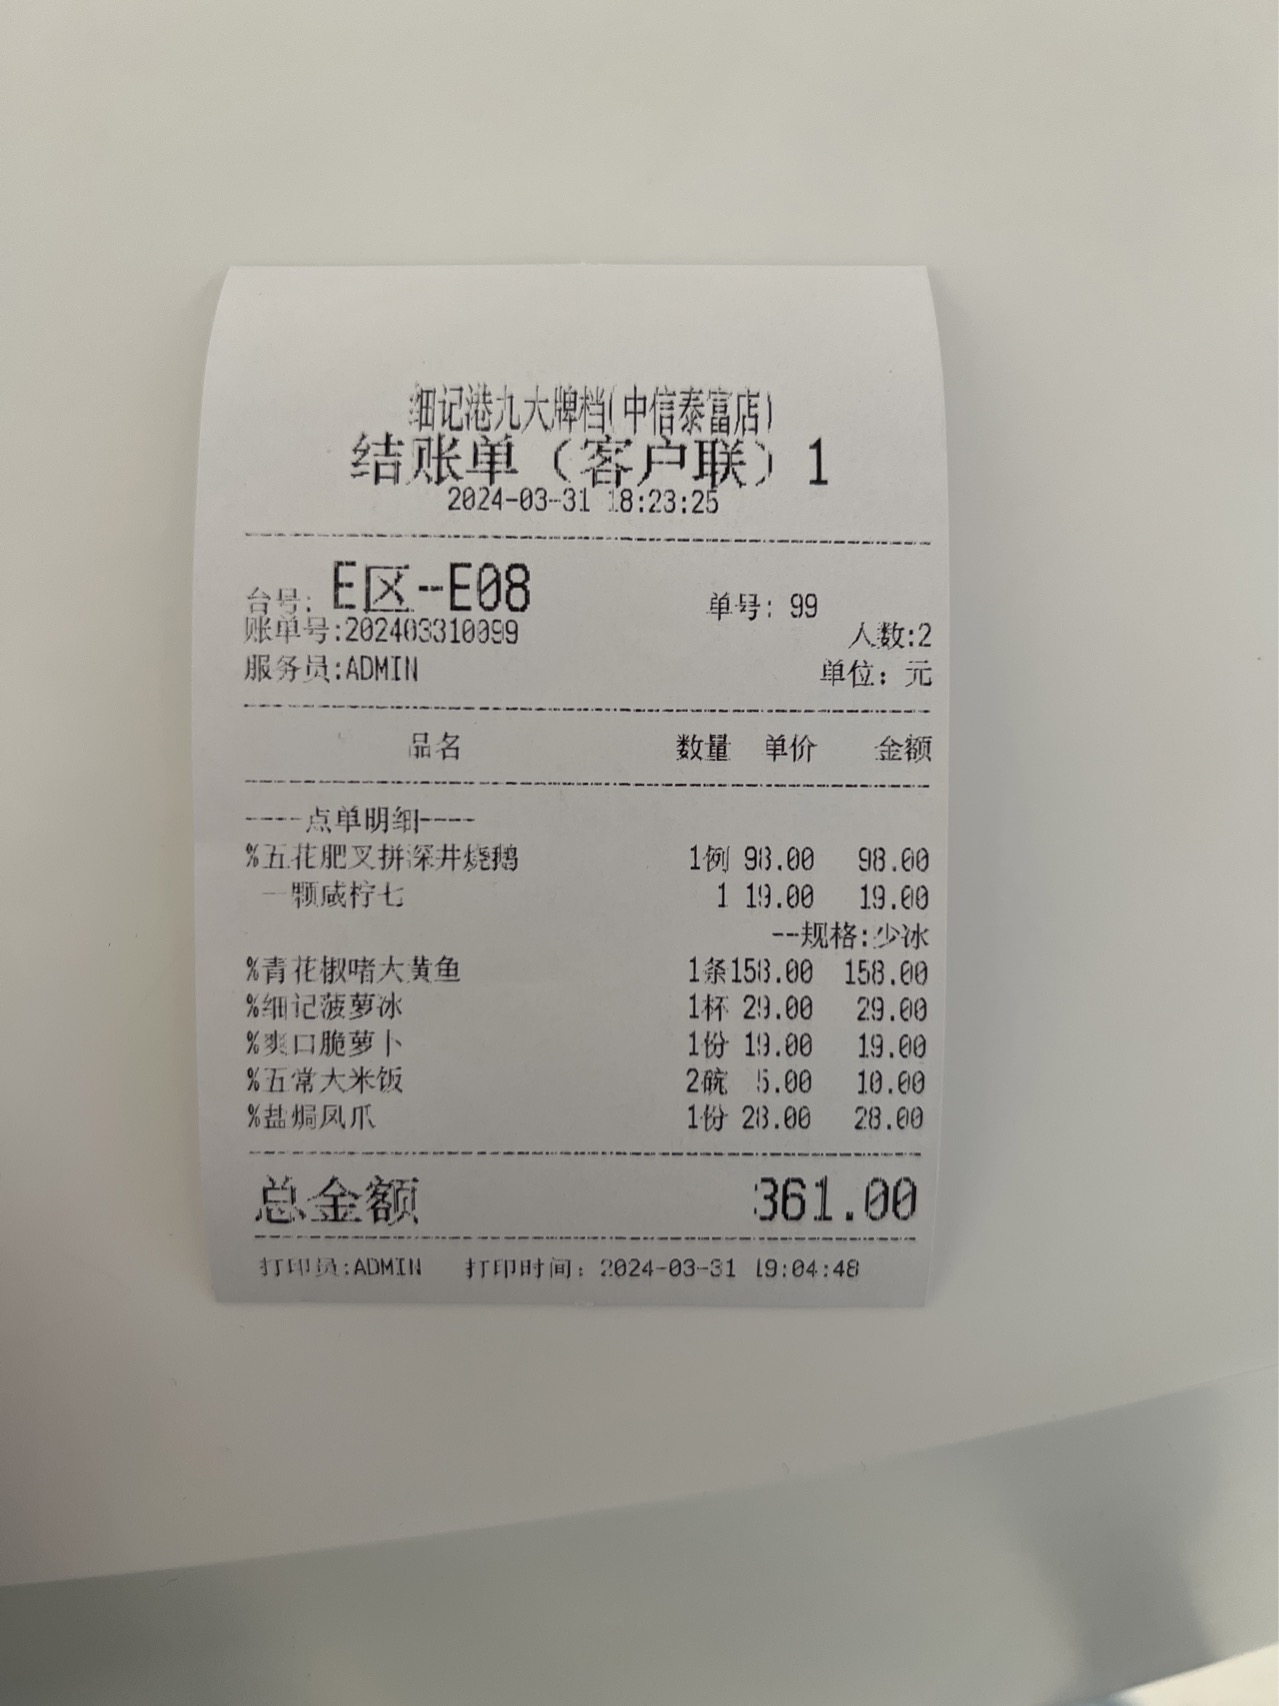 细记港九大牌档(中信泰富店)
结账单（客户联）1
2024-03-31 18:23:25
台号: E区--E08 单号: 99
账单号:202403310099 人数:2
服务员:ADMIN 单位：元
品名 数量 单价 金额
----点单明细----
%五花肥叉拼深井烧鹅 1例 98.00 98.00
一颗咸柠七 1 19.00 19.00
--规格:少冰
%青花椒啫大黄鱼 1条158.00 158.00
%细记菠萝冰 1杯 29.00 29.00
%爽口脆萝卜 1份 19.00 19.00
%五常大米饭 2碗 5.00 10.00
%盐焗凤爪 1份 28.00 28.00
总金额 361.00
打印员:ADMIN 打印时间：2024-03-31 19:04:48